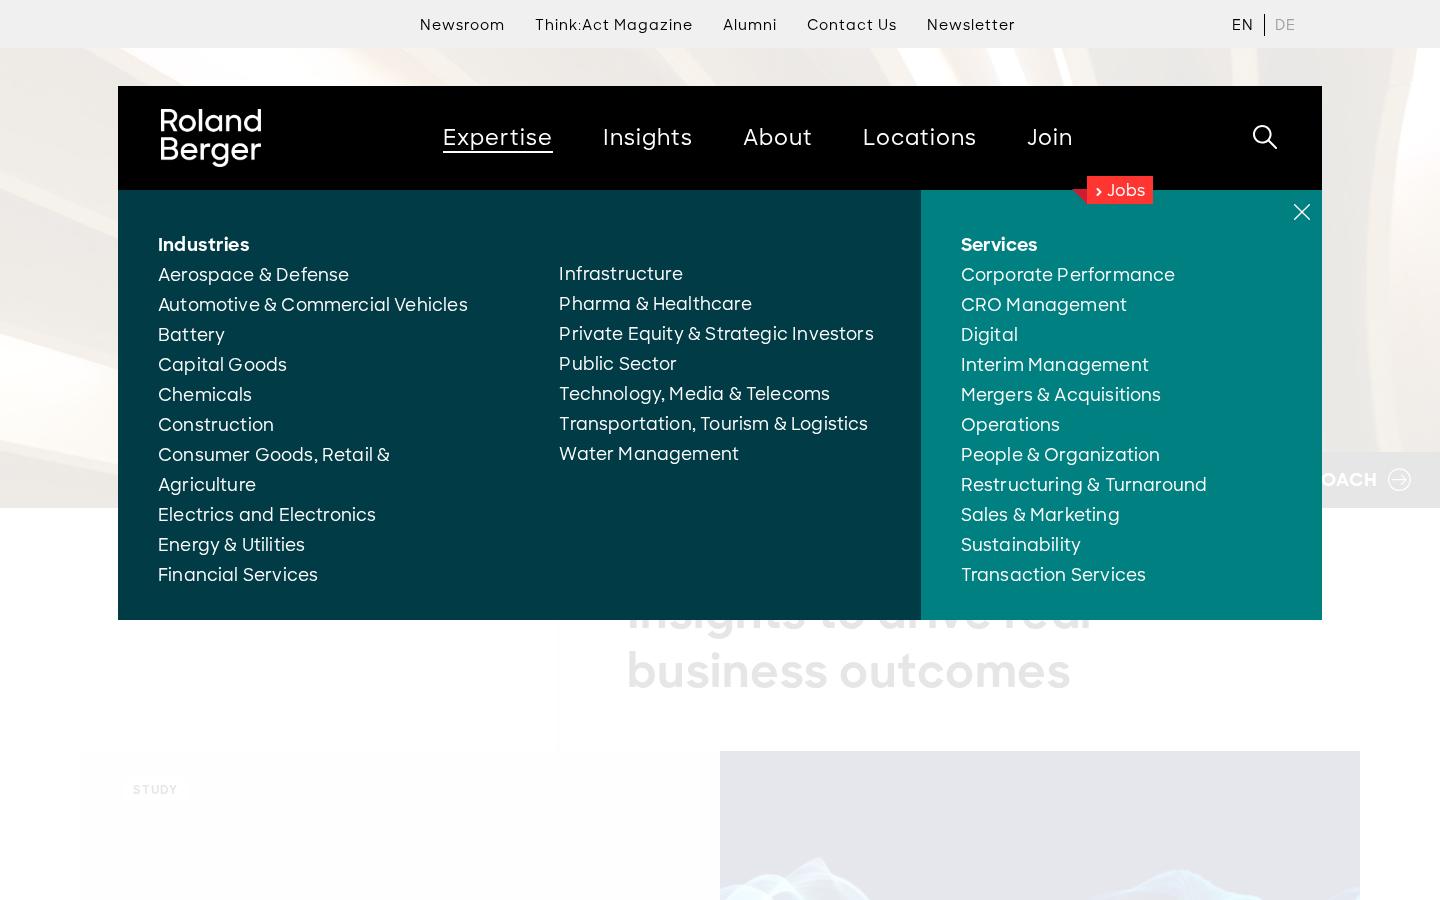 Newsroom Think:Act Magazine Alumni Contact Us Newsletter EN DE
Roland
Berger
Expertise Insights About Locations Join
Jobs
Industries
Aerospace & Defense
Automotive & Commercial Vehicles
Battery
Capital Goods
Chemicals
Construction
Consumer Goods, Retail &
Agriculture
Electrics and Electronics
Energy & Utilities
Financial Services
Infrastructure
Pharma & Healthcare
Private Equity & Strategic Investors
Public Sector
Technology, Media & Telecoms
Transportation, Tourism & Logistics
Water Management
Services
Corporate Performance
CRO Management
Digital
Interim Management
Mergers & Acquisitions
Operations
People & Organization
Restructuring & Turnaround
Sales & Marketing
Sustainability
Transaction Services
OACH
Insights to drive real
business outcomes
STUDY